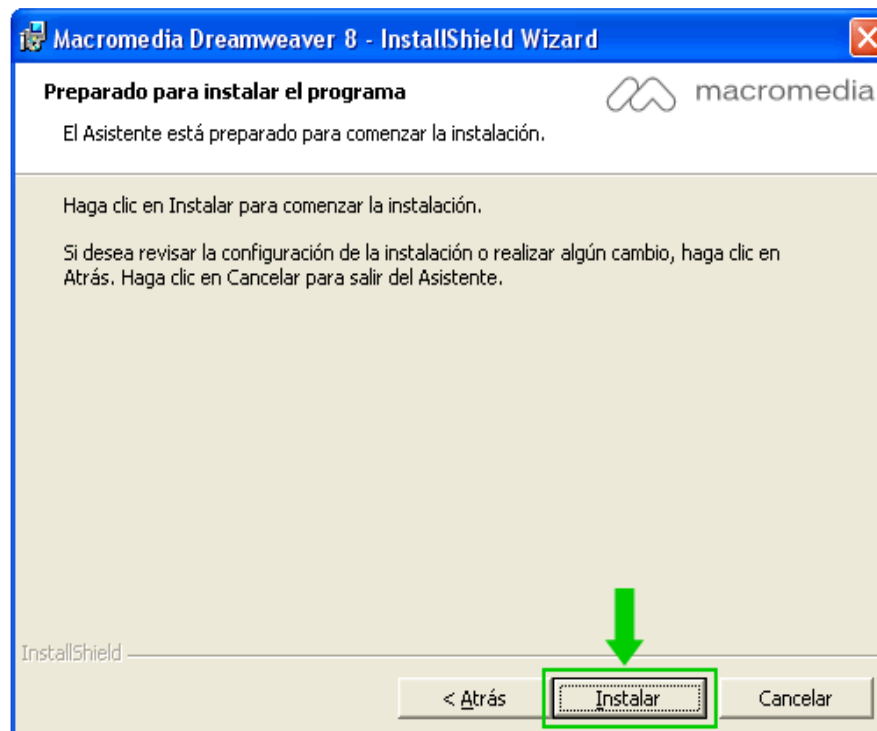 Macromedia Dreamweaver 8 - InstallShield Wizard
Preparado para instalar el programa
macromedia
El Asistente está preparado para comenzar la instalación.
Haga clic en Instalar para comenzar la instalación.
Si desea revisar la configuración de la instalación o realizar algún cambio, haga clic en
Atrás. Haga clic en Cancelar para salir del Asistente.
InstallShield
< Atrás
Instalar
Cancelar